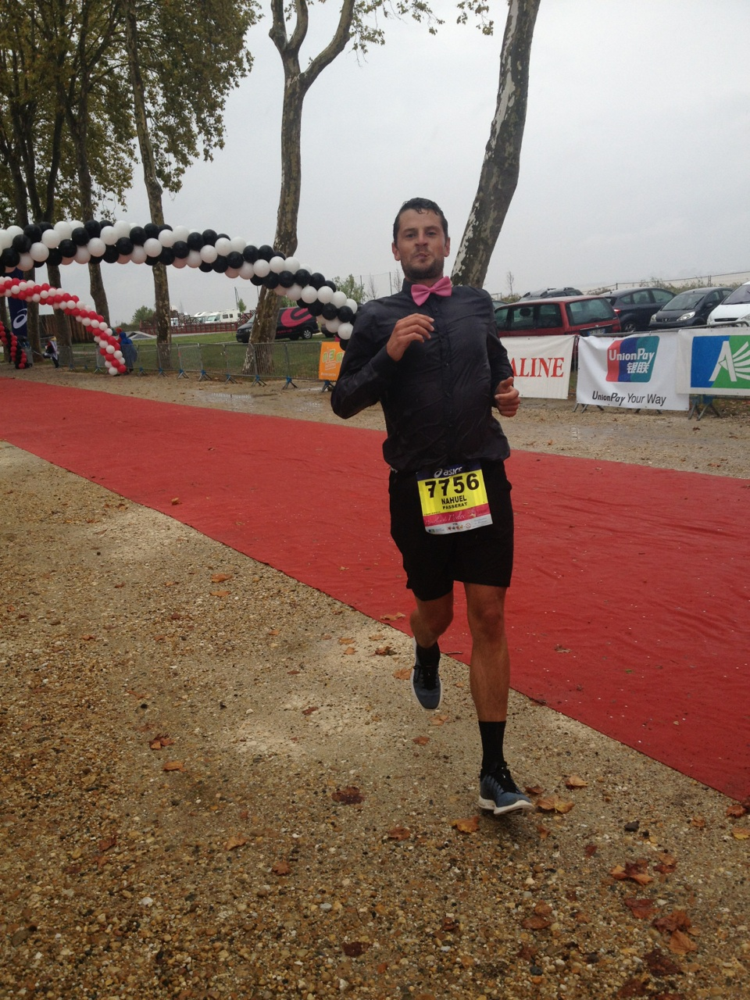 ALINE
UnionPay
银联
UnionPay Your Way
asics
7756
NAHUEL
PASSERAT